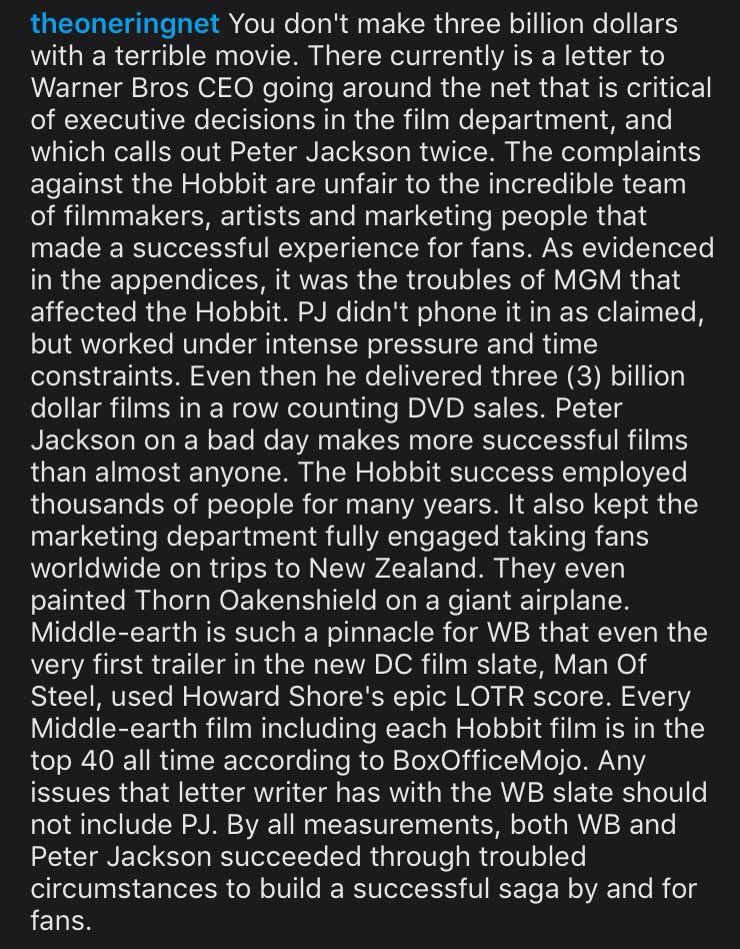 theoneringnet You don't make three billion dollars
with a terrible movie. There currently is a letter to
Warner Bros CEO going around the net that is critical
of executive decisions in the film department, and
which calls out Peter Jackson twice. The complaints
against the Hobbit are unfair to the incredible team
of filmmakers, artists and marketing people that
made a successful experience for fans. As evidenced
in the appendices, it was the troubles of MGM that
affected the Hobbit. PJ didn't phone it in as claimed,
but worked under intense pressure and time
constraints. Even then he delivered three (3) billion
dollar films in a row counting DVD sales. Peter
Jackson on a bad day makes more successful films
than almost anyone. The Hobbit success employed
thousands of people for many years. It also kept the
marketing department fully engaged taking fans
worldwide on trips to New Zealand. They even
painted Thorn Oakenshield on a giant airplane.
Middle-earth is such a pinnacle for WB that even the
very first trailer in the new DC film slate, Man Of
Steel, used Howard Shore's epic LOTR score. Every
Middle-earth film including each Hobbit film is in the
top 40 all time according to BoxOfficeMojo. Any
issues that letter writer has with the WB slate should
not include PJ. By all measurements, both WB and
Peter Jackson succeeded through troubled
circumstances to build a successful saga by and for
fans.